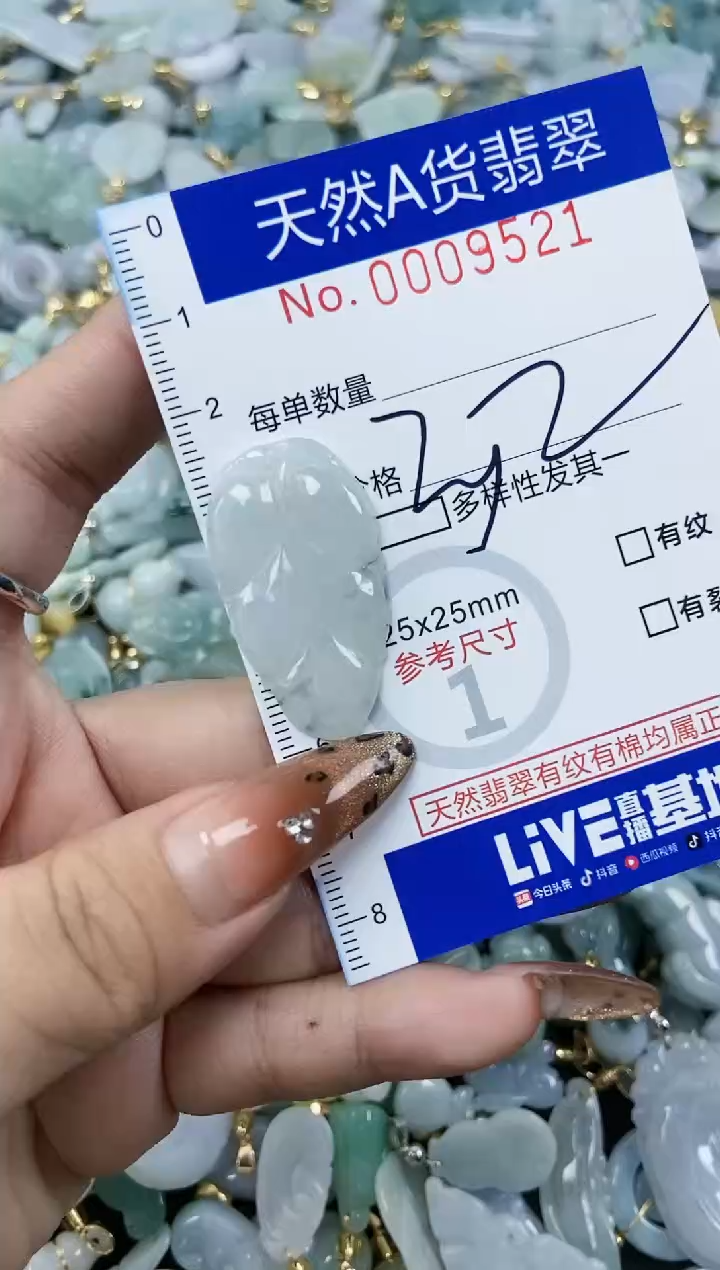 天然A货翡翠
No. 0009521
0
1
2
每单数量
价格
多样性发其一
有纹
25x25mm
有裂
参考尺寸
1
天然翡翠有纹有棉均属正
LiVE直播基地
今日头条 抖音 西瓜视频 抖音
8